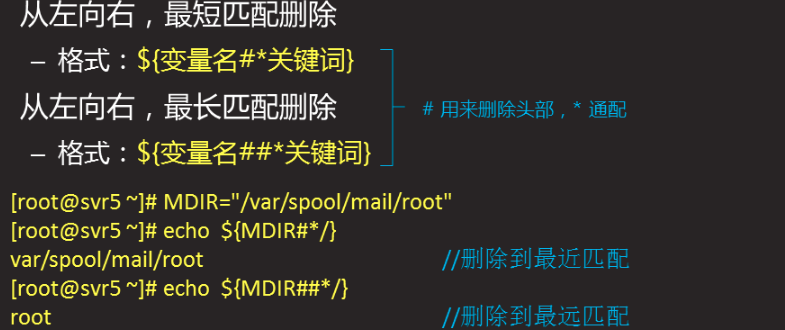 从左向右，最短匹配删除
– 格式：${变量名#*关键词}
从左向右，最长匹配删除
# 用来删除头部，* 通配
– 格式：${变量名##*关键词}
[root@svr5 ~]# MDIR="/var/spool/mail/root"
[root@svr5 ~]# echo ${MDIR#*/}
var/spool/mail/root //删除到最近匹配
[root@svr5 ~]# echo ${MDIR##*/}
root //删除到最远匹配